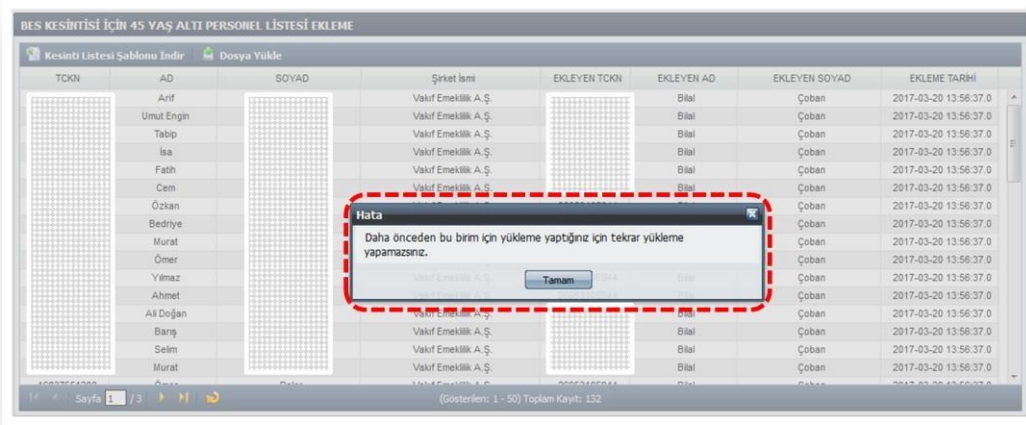 BES KESİNTİSİ İÇİN 45 YAŞ ALTI PERSONEL LİSTESİ EKLEME
Kesinti Listesi Şablonu İndir Dosya Yükle
TCKN AD SOYAD Şirket İsmi EKLEYEN TCKN EKLEYEN AD EKLEYEN SOYAD EKLEME TARİHİ
Arif Vakıf Emeklilik A.Ş. Bilal Çoban 2017-03-20 13:56:37.0
Umut Engin Vakıf Emeklilik A.Ş. Bilal Çoban 2017-03-20 13:56:37.0
Tabip Vakıf Emeklilik A.Ş. Bilal Çoban 2017-03-20 13:56:37.0
İsa Vakıf Emeklilik A.Ş. Bilal Çoban 2017-03-20 13:56:37.0
Fatih Vakıf Emeklilik A.Ş. Bilal Çoban 2017-03-20 13:56:37.0
Cem Vakıf Emeklilik A.Ş. Bilal Çoban 2017-03-20 13:56:37.0
Özkan Çoban 2017-03-20 13:56:37.0
Bedriye Çoban 2017-03-20 13:56:37.0
Murat Çoban 2017-03-20 13:56:37.0
Ömer Çoban 2017-03-20 13:56:37.0
Yılmaz Vakıf Emeklilik A.Ş. Bilal Çoban 2017-03-20 13:56:37.0
Ahmet Çoban 2017-03-20 13:56:37.0
Ali Doğan Vakıf Emeklilik A.Ş. Bilal Çoban 2017-03-20 13:56:37.0
Barış Vakıf Emeklilik A.Ş. Bilal Çoban 2017-03-20 13:56:37.0
Selim Vakıf Emeklilik A.Ş. Bilal Çoban 2017-03-20 13:56:37.0
Murat Vakıf Emeklilik A.Ş. Bilal Çoban 2017-03-20 13:56:37.0
Hata
Daha önceden bu birim için yükleme yaptığınız için tekrar yükleme
yapamazsınız.
Tamam
Sayfa 1 / 3 (Gösterilen: 1 - 50) Toplam Kayıt: 132